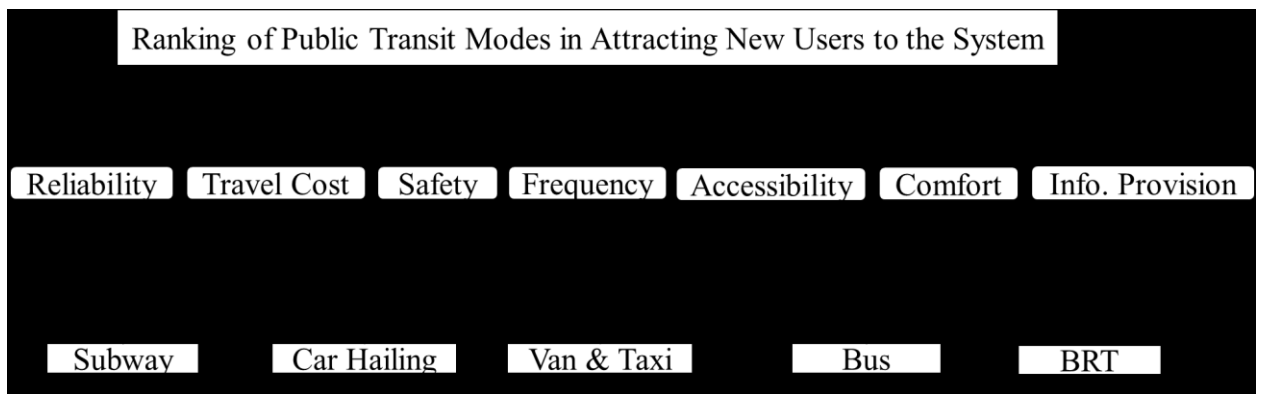 Ranking of Public Transit Modes in Attracting New Users to the System
Reliability Travel Cost Safety Frequency Accessibility Comfort Info. Provision
Subway Car Hailing Van & Taxi Bus BRT